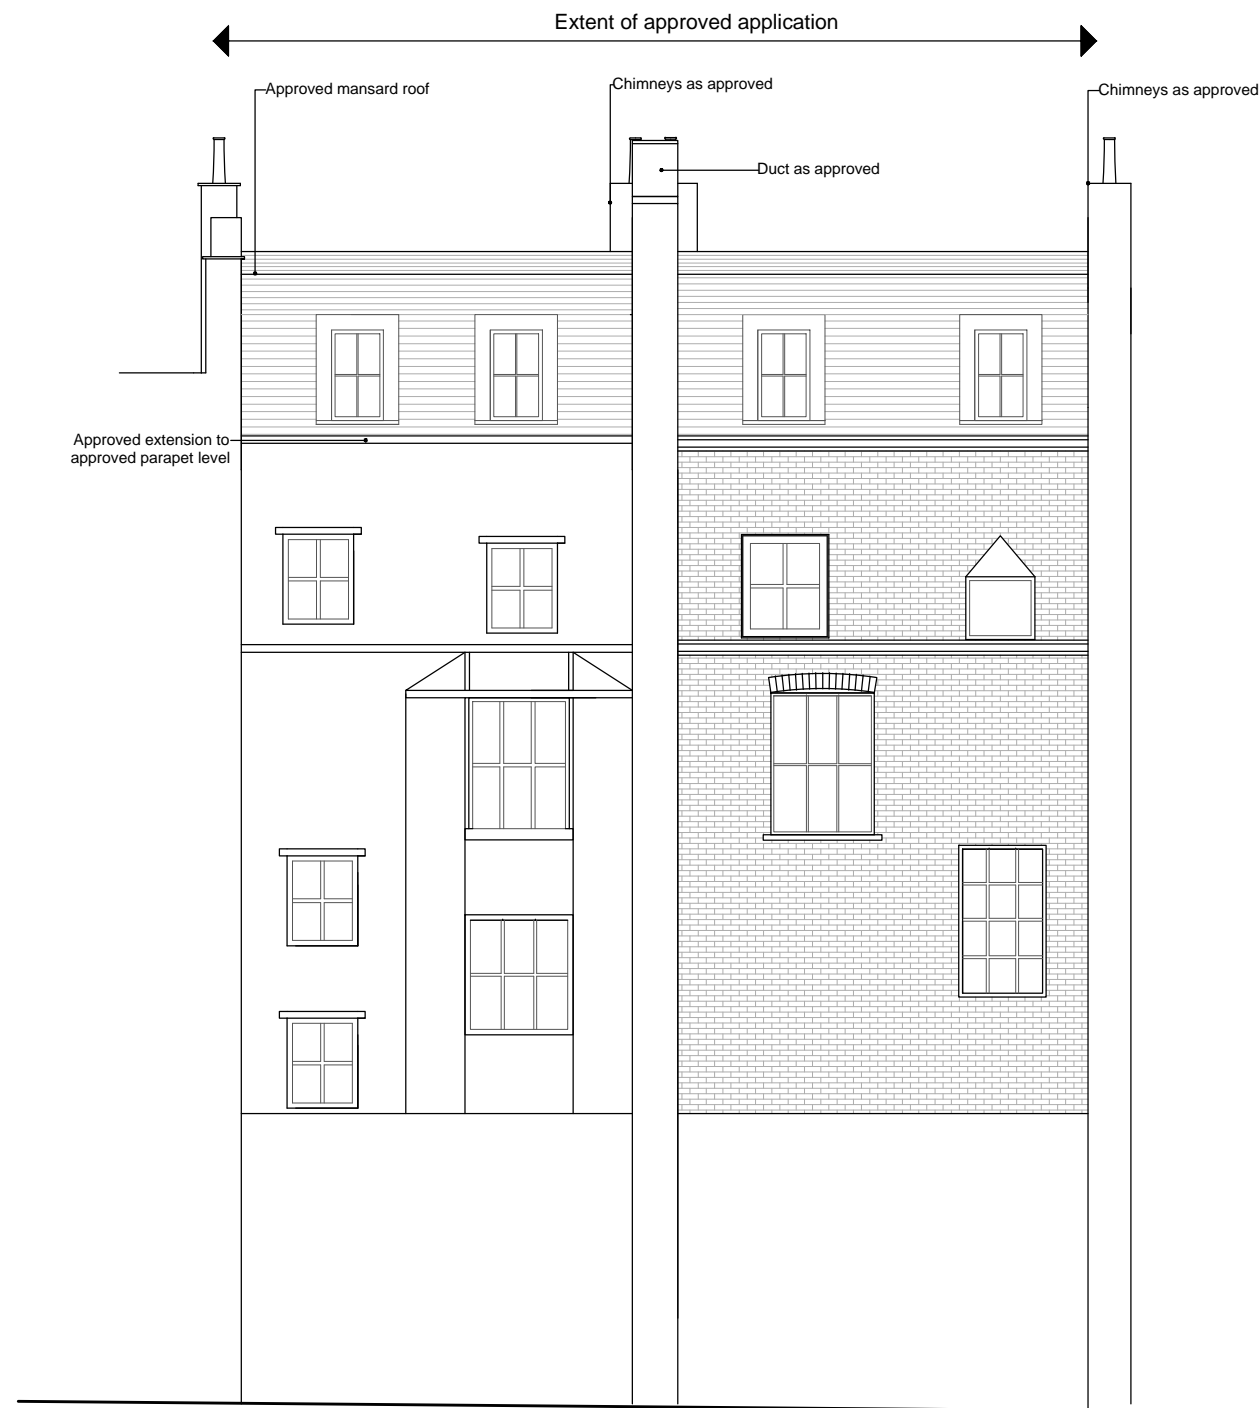 Extent of approved application
Approved mansard roof
Chimneys as approved
Chimneys as approved
Duct as approved
Approved extension to
approved parapet level